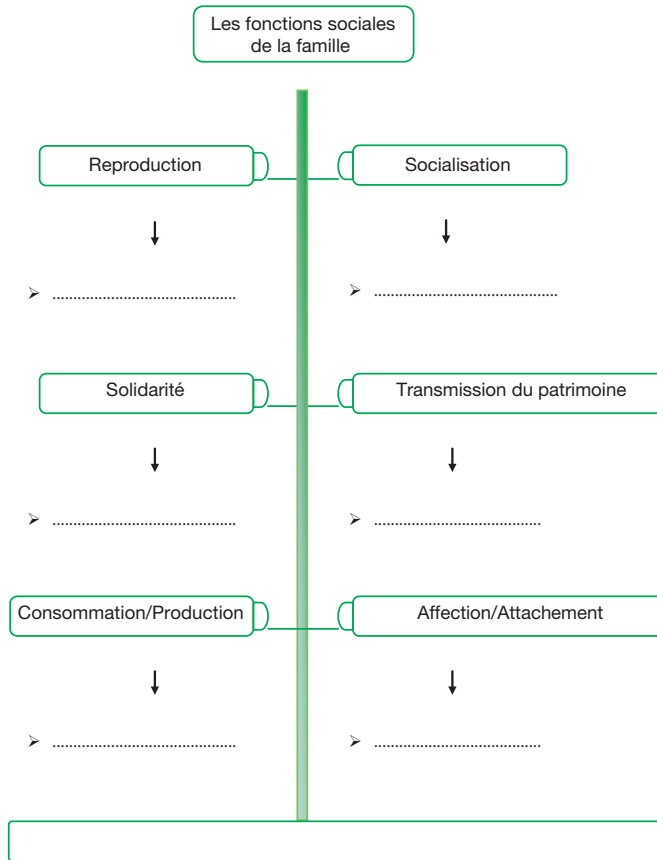 Les fonctions sociales
de la famille
Reproduction
Socialisation
➢ ............................................
➢ ............................................
Solidarité
Transmission du patrimoine
➢ ............................................
➢ ........................................
Consommation/Production
Affection/Attachement
➢ ............................................
➢ ........................................